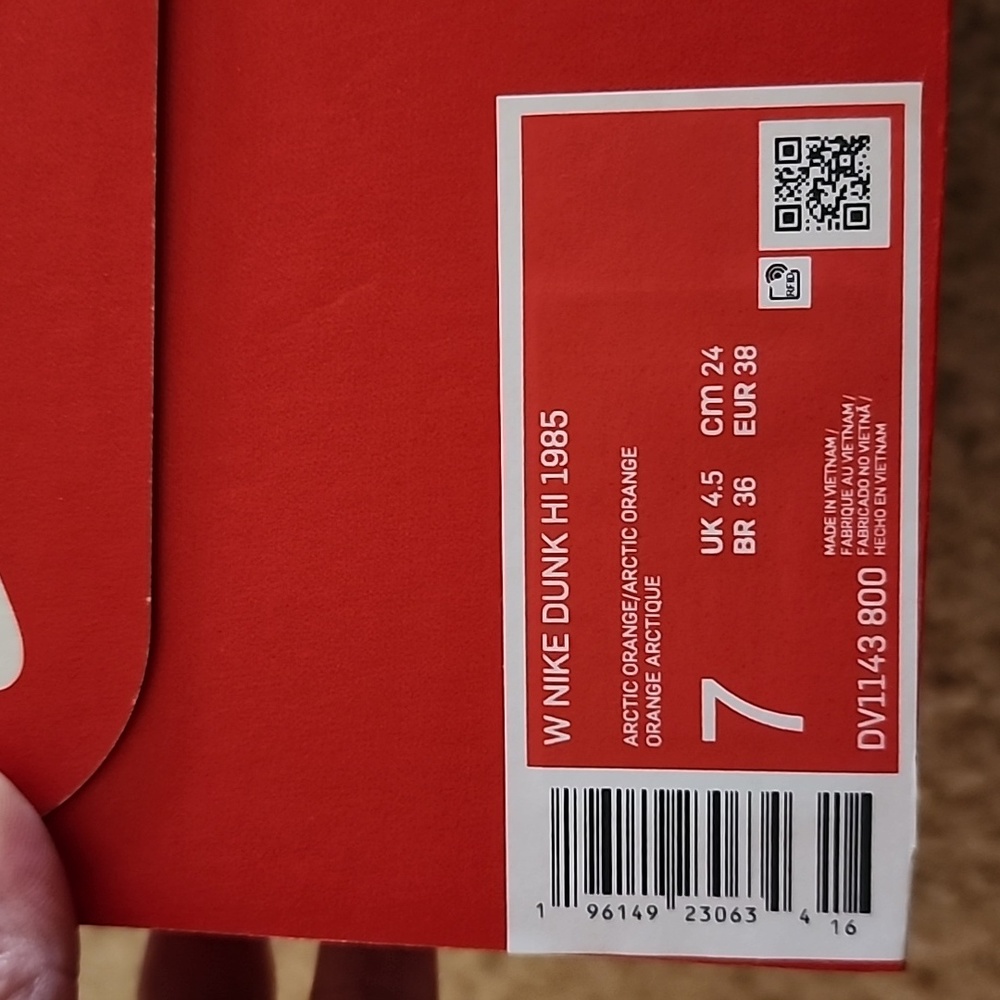 W NIKE DUNK HI 1985
ARCTIC ORANGE/ARCTIC ORANGE
ORANGE ARCTIQUE
7
UK 4.5 cm 24
BR 36 EUR 38
RFID
MADE IN VIETNAM /
FABRIQUE AU VIETNAM /
FABRICADO NO VIETNÃ /
HECHO EN VIETNAM
DV1143 800
1 96149 23063 4 16